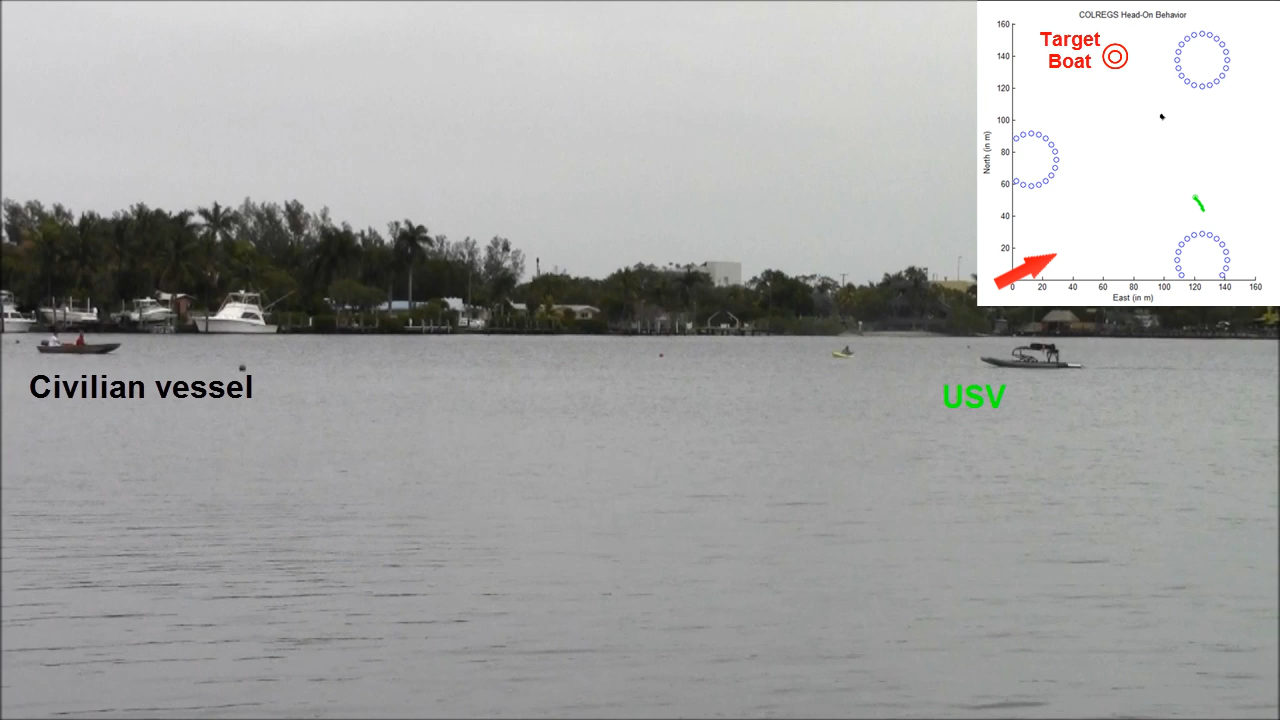 COLREGS Head-On Behavior
160
140
120
100
80
60
40
20
0 20 40 60 80 100 120 140 160
North (in m)
East (in m)
Target
Boat
Civilian vessel
USV